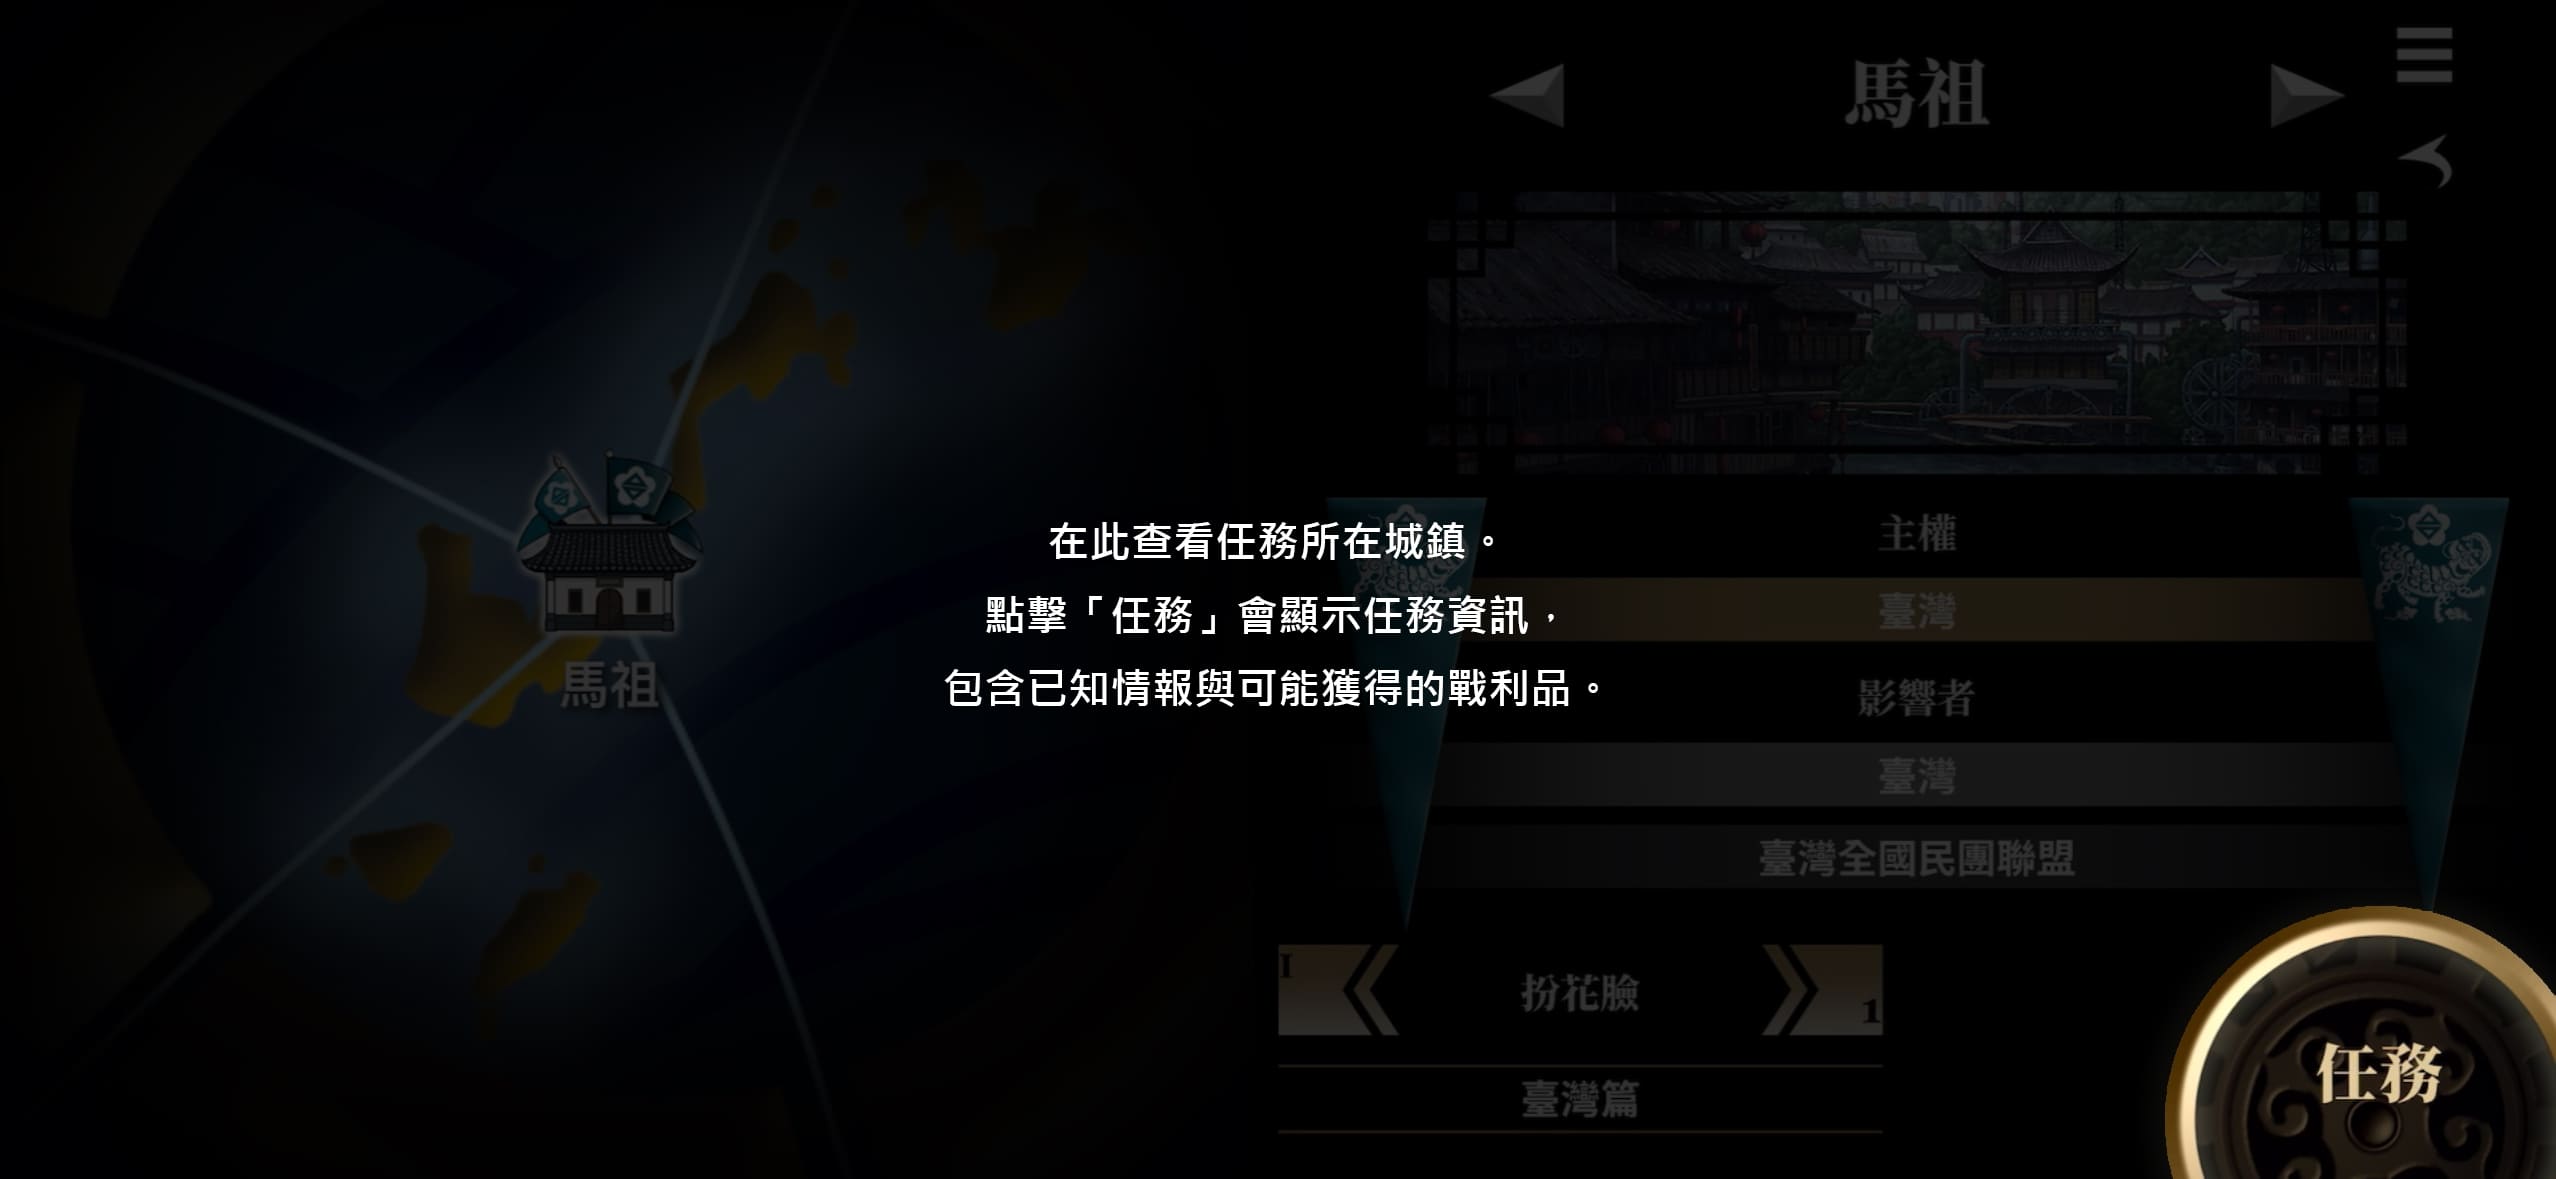 馬祖
馬祖
主權
臺灣
影響者
臺灣
臺灣全國民團聯盟
在此查看任務所在城鎮。
點擊「任務」會顯示任務資訊，
包含已知情報與可能獲得的戰利品。
I
扮花臉
1
臺灣篇
任務